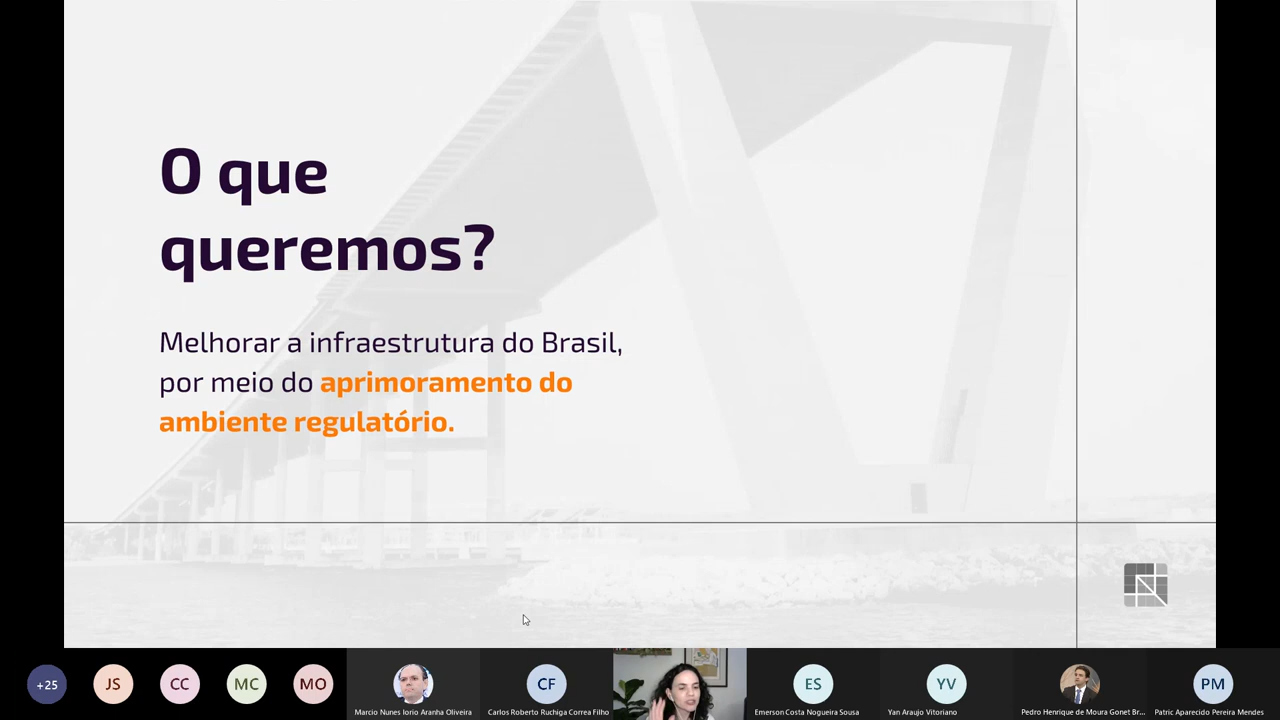 O que
queremos?
Melhorar a infraestrutura do Brasil,
por meio do aprimoramento do
ambiente regulatório.
+25
JS
CC
MC
MO
Marcio Nunes Iorio Aranha Oliveira
CF
Carlos Roberto Ruchiga Correa Filho
ES
Emerson Costa Nogueira Sousa
YV
Yan Araujo Vitoriano
Pedro Henrique de Moura Gonet Br...
PM
Patric Aparecido Pereira Mendes